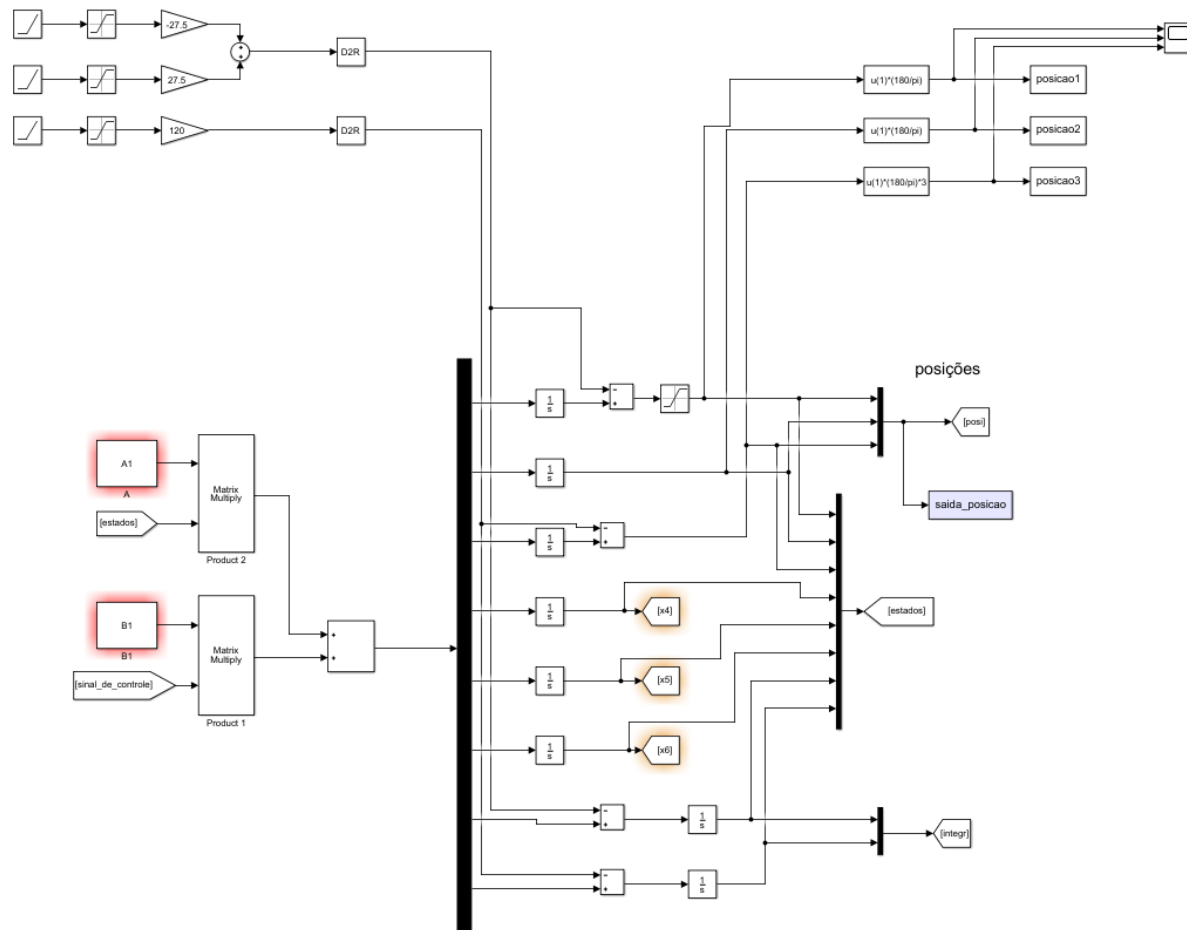 -27.5
+
+
D2R
27.5
120
D2R
u(1)*(180/pi)
posicao1
u(1)*(180/pi)
posicao2
u(1)*(180/pi)*3
posicao3
posições
−
+
1
s
[posi]
A1
A
Matrix
Multiply
[estados]
Product 2
1
s
saida_posicao
−
+
1
s
B1
B1
Matrix
Multiply
[sinal_de_controle]
Product 1
+
+
1
s
[x4]
[estados]
1
s
[x5]
1
s
[x6]
−
+
1
s
[integr]
−
+
1
s